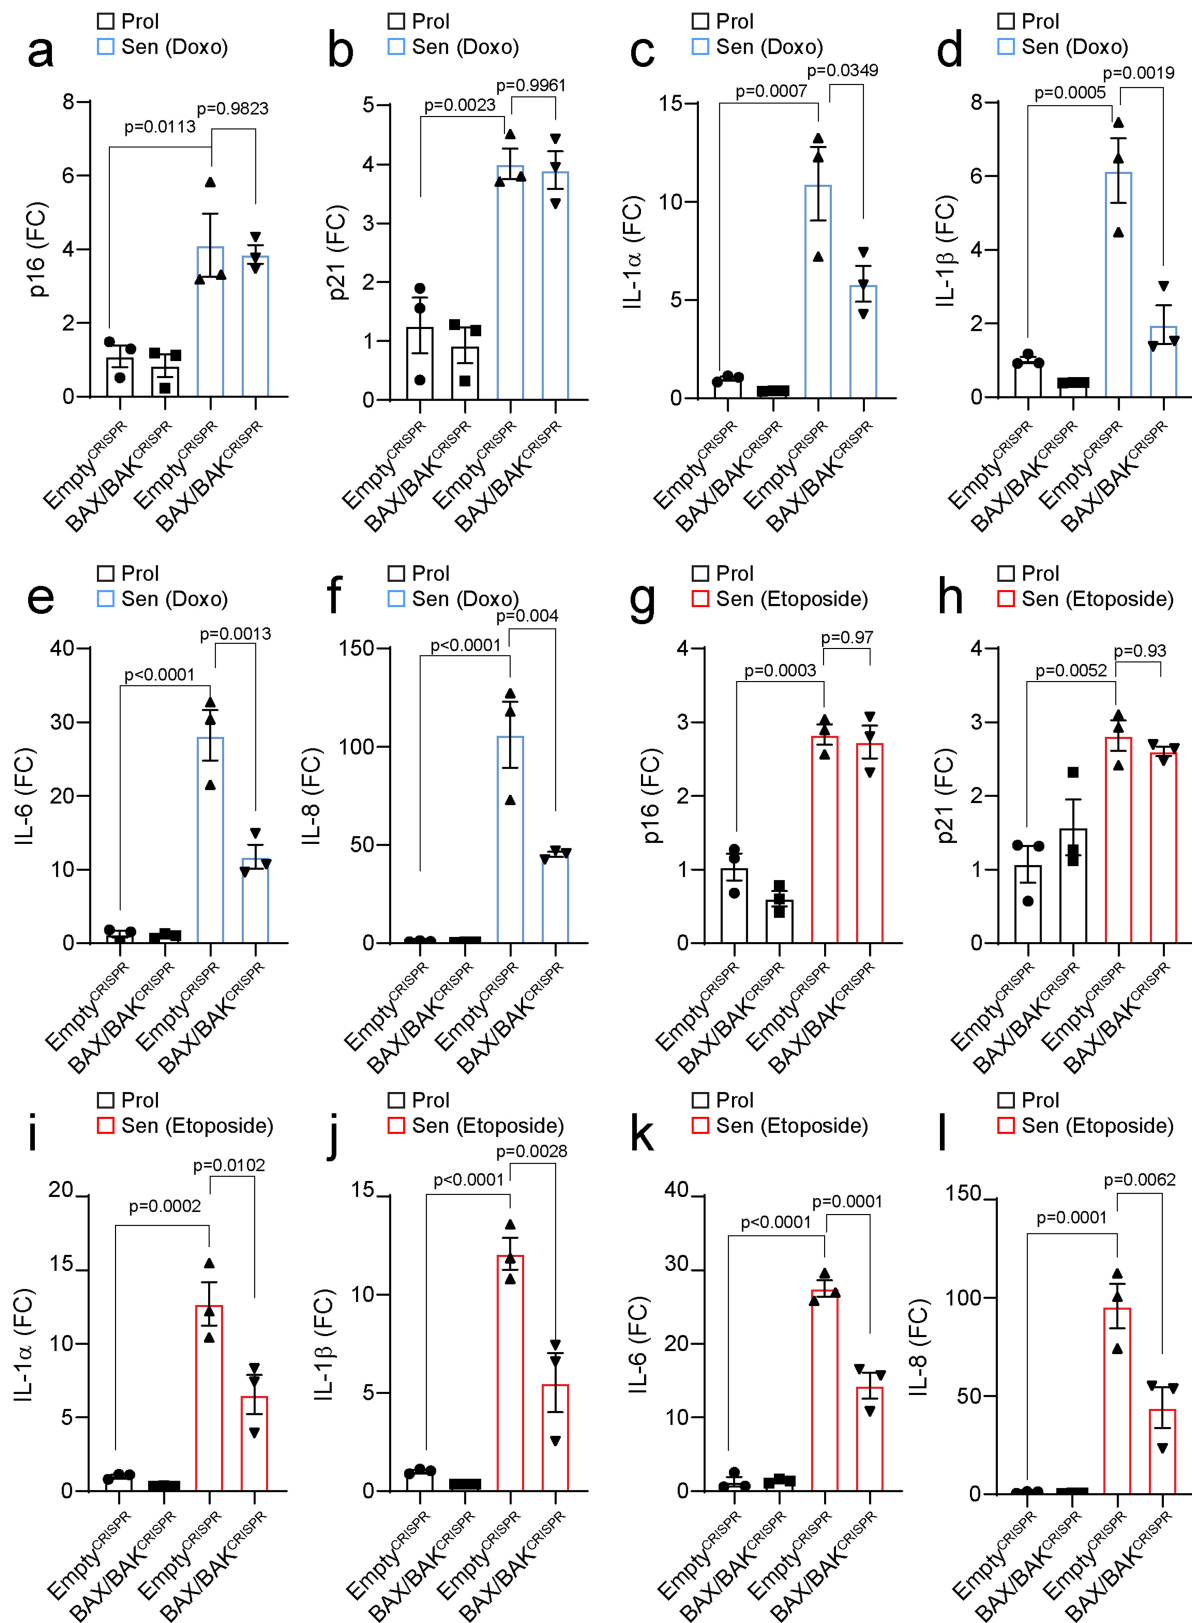 a
Prol
Sen (Doxo)
p=0.9823
p=0.0113
p16 (FC)
8
6
4
2
0
Empty^CRISPR
BAX/BAK^CRISPR
Empty^CRISPR
BAX/BAK^CRISPR
b
Prol
Sen (Doxo)
p=0.9961
p=0.0023
p21 (FC)
5
4
3
2
1
0
Empty^CRISPR
BAX/BAK^CRISPR
Empty^CRISPR
BAX/BAK^CRISPR
c
Prol
Sen (Doxo)
p=0.0349
p=0.0007
IL-1α (FC)
15
10
5
0
Empty^CRISPR
BAX/BAK^CRISPR
Empty^CRISPR
BAX/BAK^CRISPR
d
Prol
Sen (Doxo)
p=0.0019
p=0.0005
IL-1β (FC)
8
6
4
2
0
Empty^CRISPR
BAX/BAK^CRISPR
Empty^CRISPR
BAX/BAK^CRISPR
e
Prol
Sen (Doxo)
p=0.0013
p<0.0001
IL-6 (FC)
40
30
20
10
0
Empty^CRISPR
BAX/BAK^CRISPR
Empty^CRISPR
BAX/BAK^CRISPR
f
Prol
Sen (Doxo)
p=0.004
p<0.0001
IL-8 (FC)
150
100
50
0
Empty^CRISPR
BAX/BAK^CRISPR
Empty^CRISPR
BAX/BAK^CRISPR
g
Prol
Sen (Etoposide)
p=0.97
p=0.0003
p16 (FC)
4
3
2
1
0
Empty^CRISPR
BAX/BAK^CRISPR
Empty^CRISPR
BAX/BAK^CRISPR
h
Prol
Sen (Etoposide)
p=0.93
p=0.0052
p21 (FC)
4
3
2
1
0
Empty^CRISPR
BAX/BAK^CRISPR
Empty^CRISPR
BAX/BAK^CRISPR
i
Prol
Sen (Etoposide)
p=0.0102
p=0.0002
IL-1α (FC)
20
15
10
5
0
Empty^CRISPR
BAX/BAK^CRISPR
Empty^CRISPR
BAX/BAK^CRISPR
j
Prol
Sen (Etoposide)
p=0.0028
p<0.0001
IL-1β (FC)
15
10
5
0
Empty^CRISPR
BAX/BAK^CRISPR
Empty^CRISPR
BAX/BAK^CRISPR
k
Prol
Sen (Etoposide)
p=0.0001
p<0.0001
IL-6 (FC)
40
30
20
10
0
Empty^CRISPR
BAX/BAK^CRISPR
Empty^CRISPR
BAX/BAK^CRISPR
l
Prol
Sen (Etoposide)
p=0.0062
p=0.0001
IL-8 (FC)
150
100
50
0
Empty^CRISPR
BAX/BAK^CRISPR
Empty^CRISPR
BAX/BAK^CRISPR